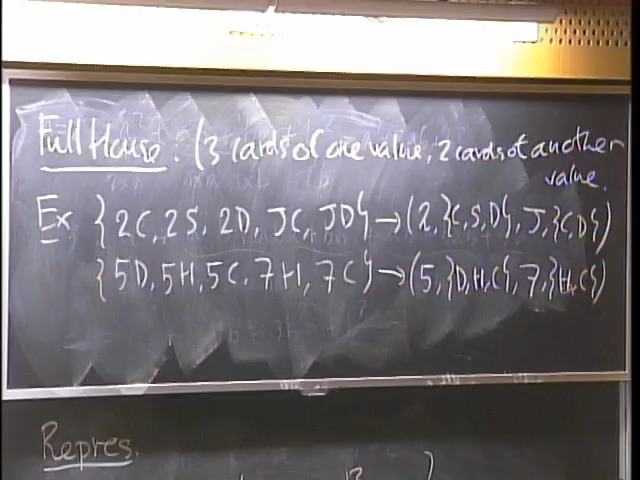 Full House: (3 cards of one value, 2 cards of another
value.
Ex {2C, 2S, 2D, JC, JD} → (2, {C,S,D}, J, {C,D})
{5D, 5H, 5C, 7H, 7C} → (5, {D,H,C}, 7, {H,C})
Repres.
13